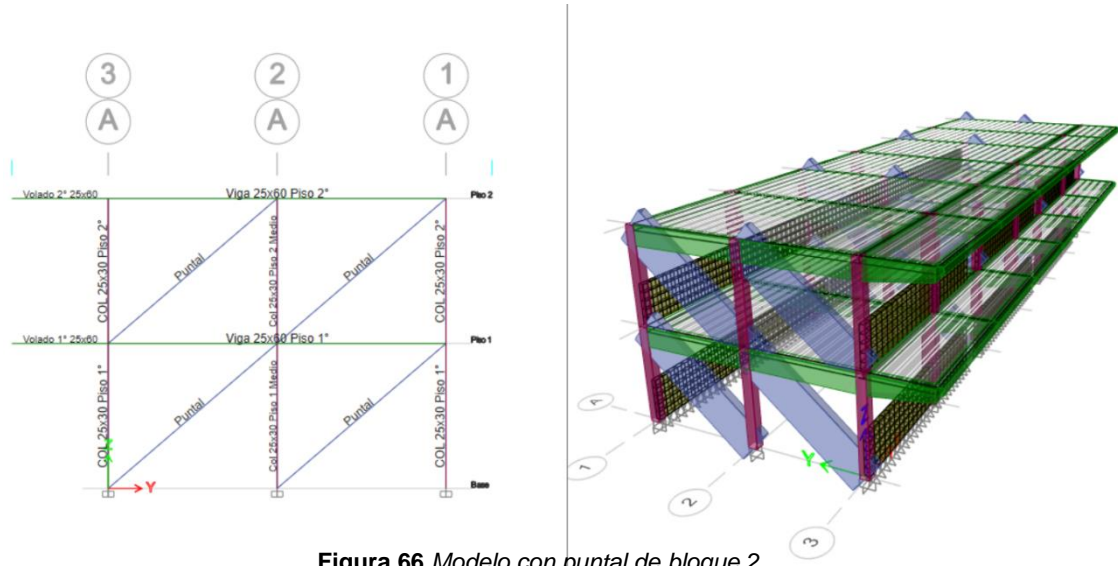 3
2
1
A
A
A
Volado 2° 25x60
Viga 25x60 Piso 2°
Piso 2
COL 25x30 Piso 2°
Puntal
Col 25x30 Piso 2 Medio
Puntal
COL 25x30 Piso 2°
Volado 1° 25x60
Viga 25x60 Piso 1°
Piso 1
COL 25x30 Piso 1°
Puntal
Col 25x30 Piso 1 Medio
Puntal
COL 25x30 Piso 1°
Z
Y
Base
A
1
2
3
Y
Z
Figura 66 Modelo con puntal de bloque 2